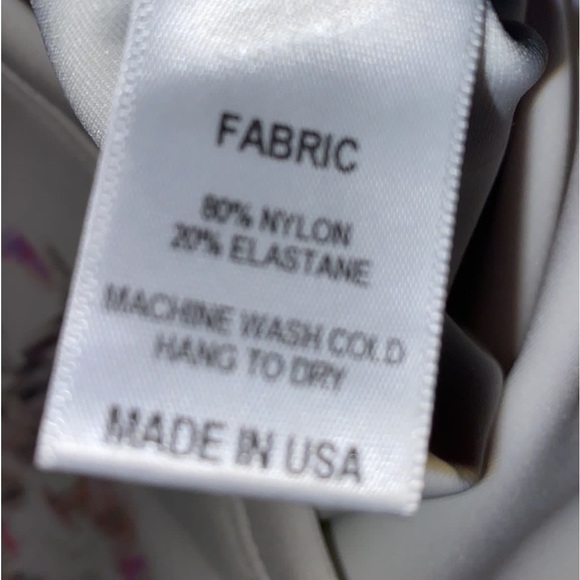 FABRIC
80% NYLON
20% ELASTANE
MACHINE WASH COLD
HANG TO DRY
MADE IN USA